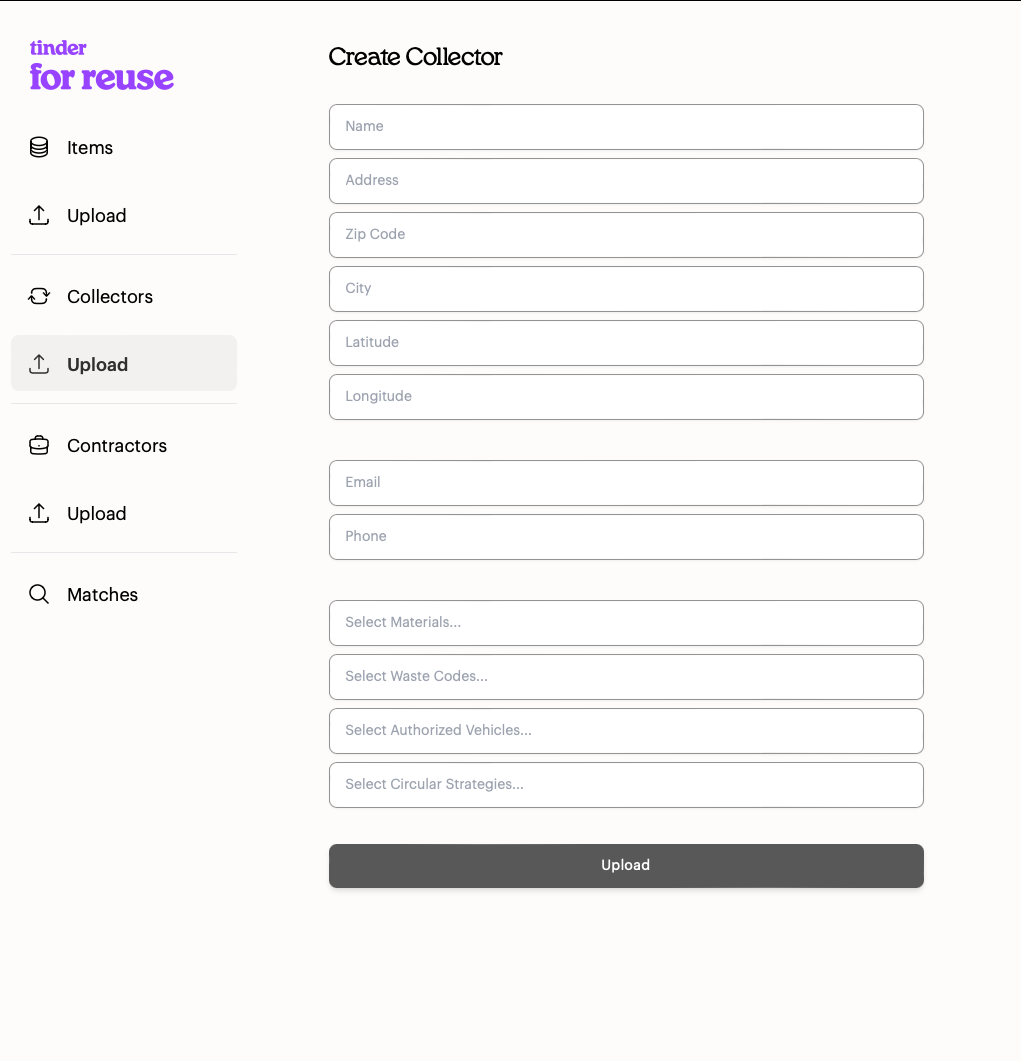 tinder
for reuse
Items
Upload
Collectors
Upload
Contractors
Upload
Matches
Create Collector
Name
Address
Zip Code
City
Latitude
Longitude
Email
Phone
Select Materials...
Select Waste Codes...
Select Authorized Vehicles...
Select Circular Strategies...
Upload